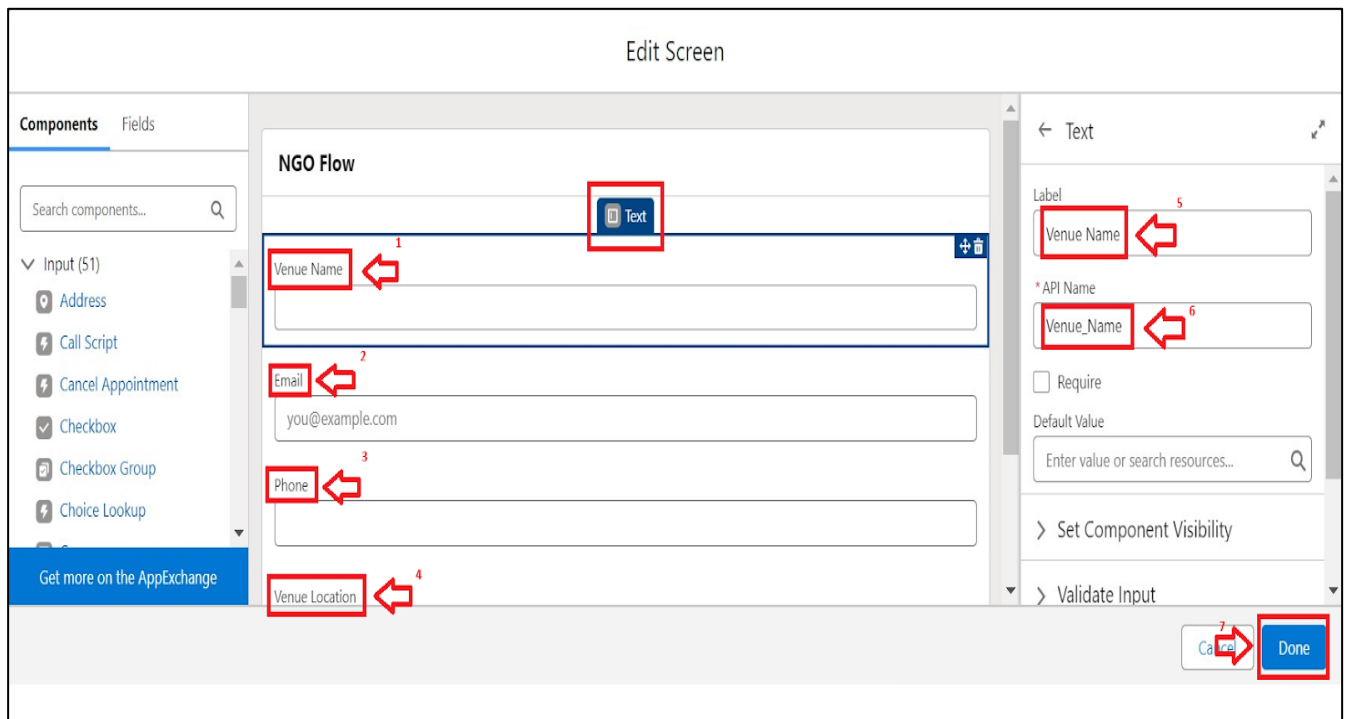 Edit Screen
Components Fields
Search components...
Input (51)
Address
Call Script
Cancel Appointment
Checkbox
Checkbox Group
Choice Lookup
Get more on the AppExchange
NGO Flow
Text
Venue Name
1
Email
2
you@example.com
Phone
3
Venue Location
4
Text
Label
Venue Name
5
* API Name
Venue_Name
6
Require
Default Value
Enter value or search resources...
Set Component Visibility
Validate Input
Cancel
7
Done